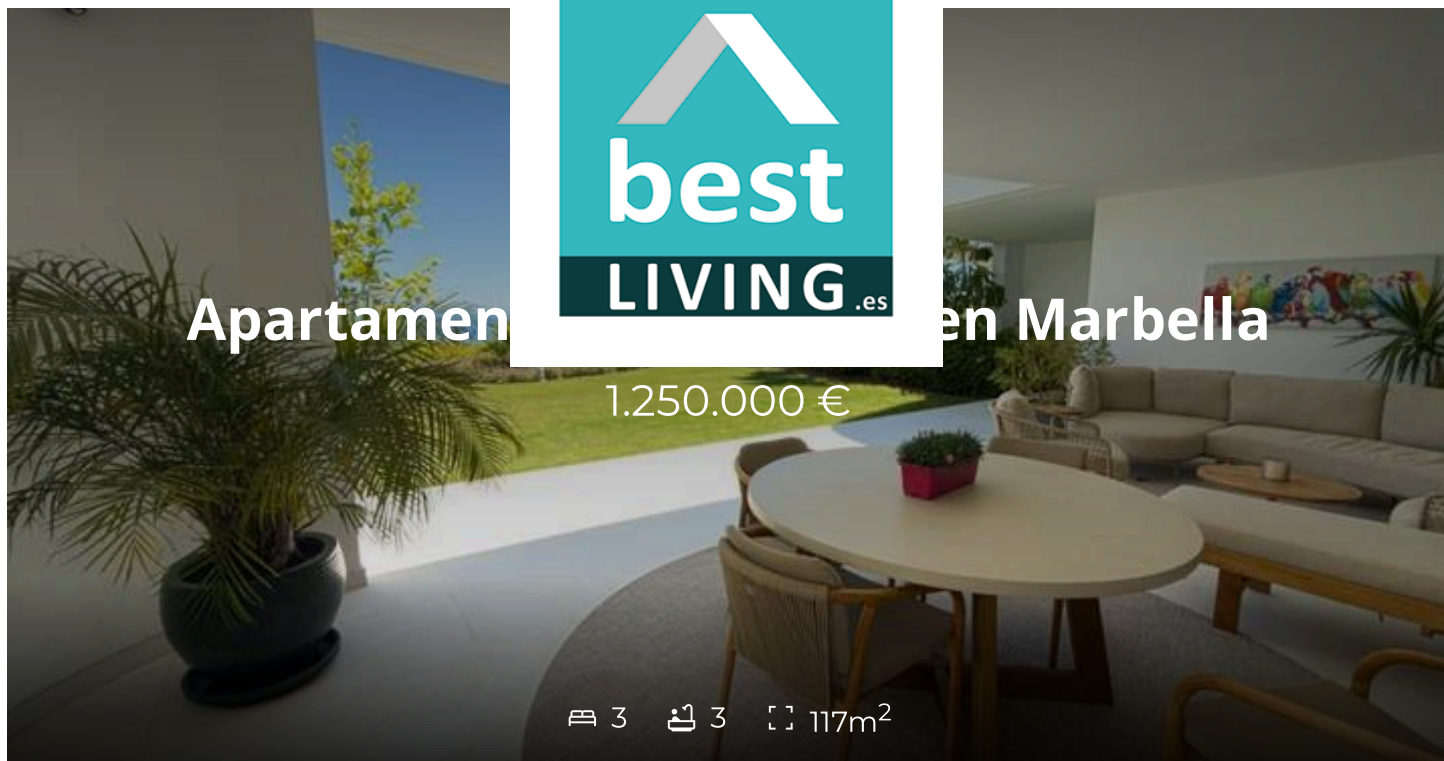 best
LIVING.es
Apartamen en Marbella
1.250.000 €
3 3 117m²